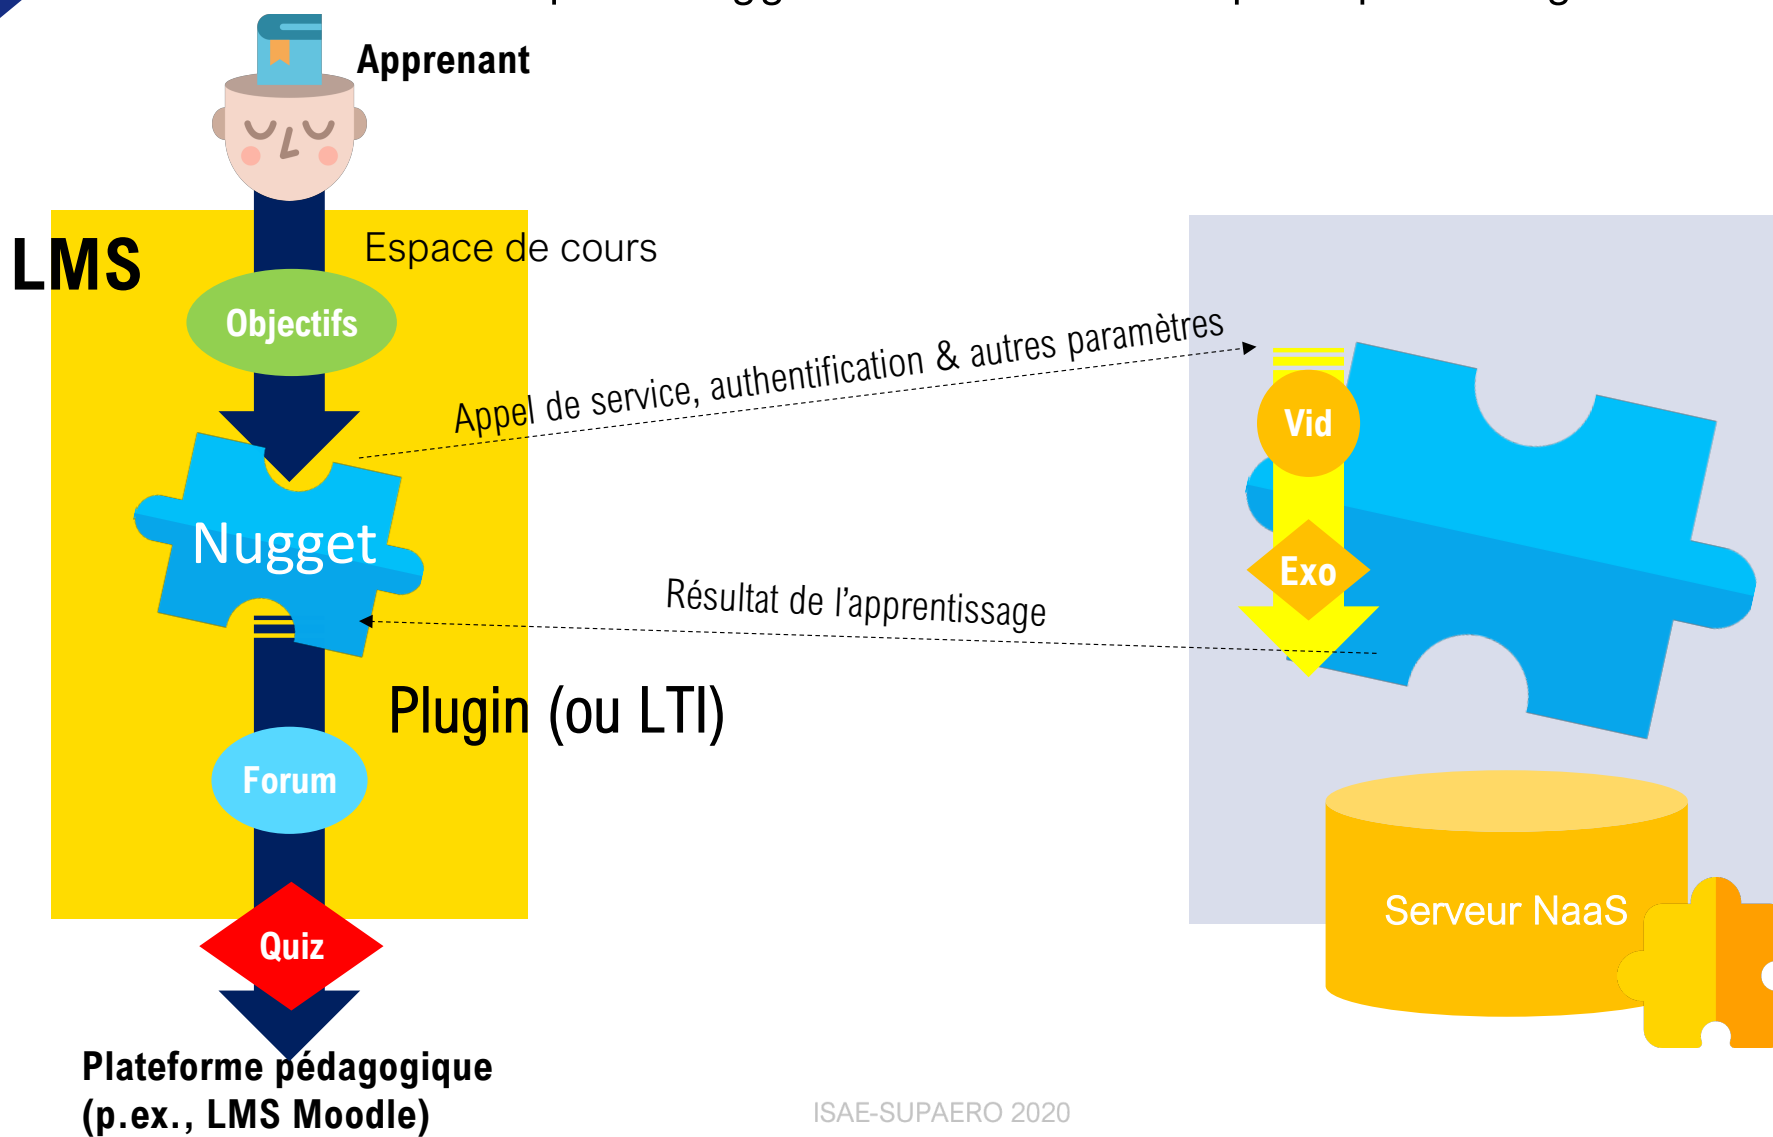 Apprenant
LMS
Espace de cours
Objectifs
Appel de service, authentification & autres paramètres
Vid
Nugget
Exo
Résultat de l'apprentissage
Plugin (ou LTI)
Forum
Serveur NaaS
Quiz
Plateforme pédagogique
(p.ex., LMS Moodle)
ISAE-SUPAERO 2020